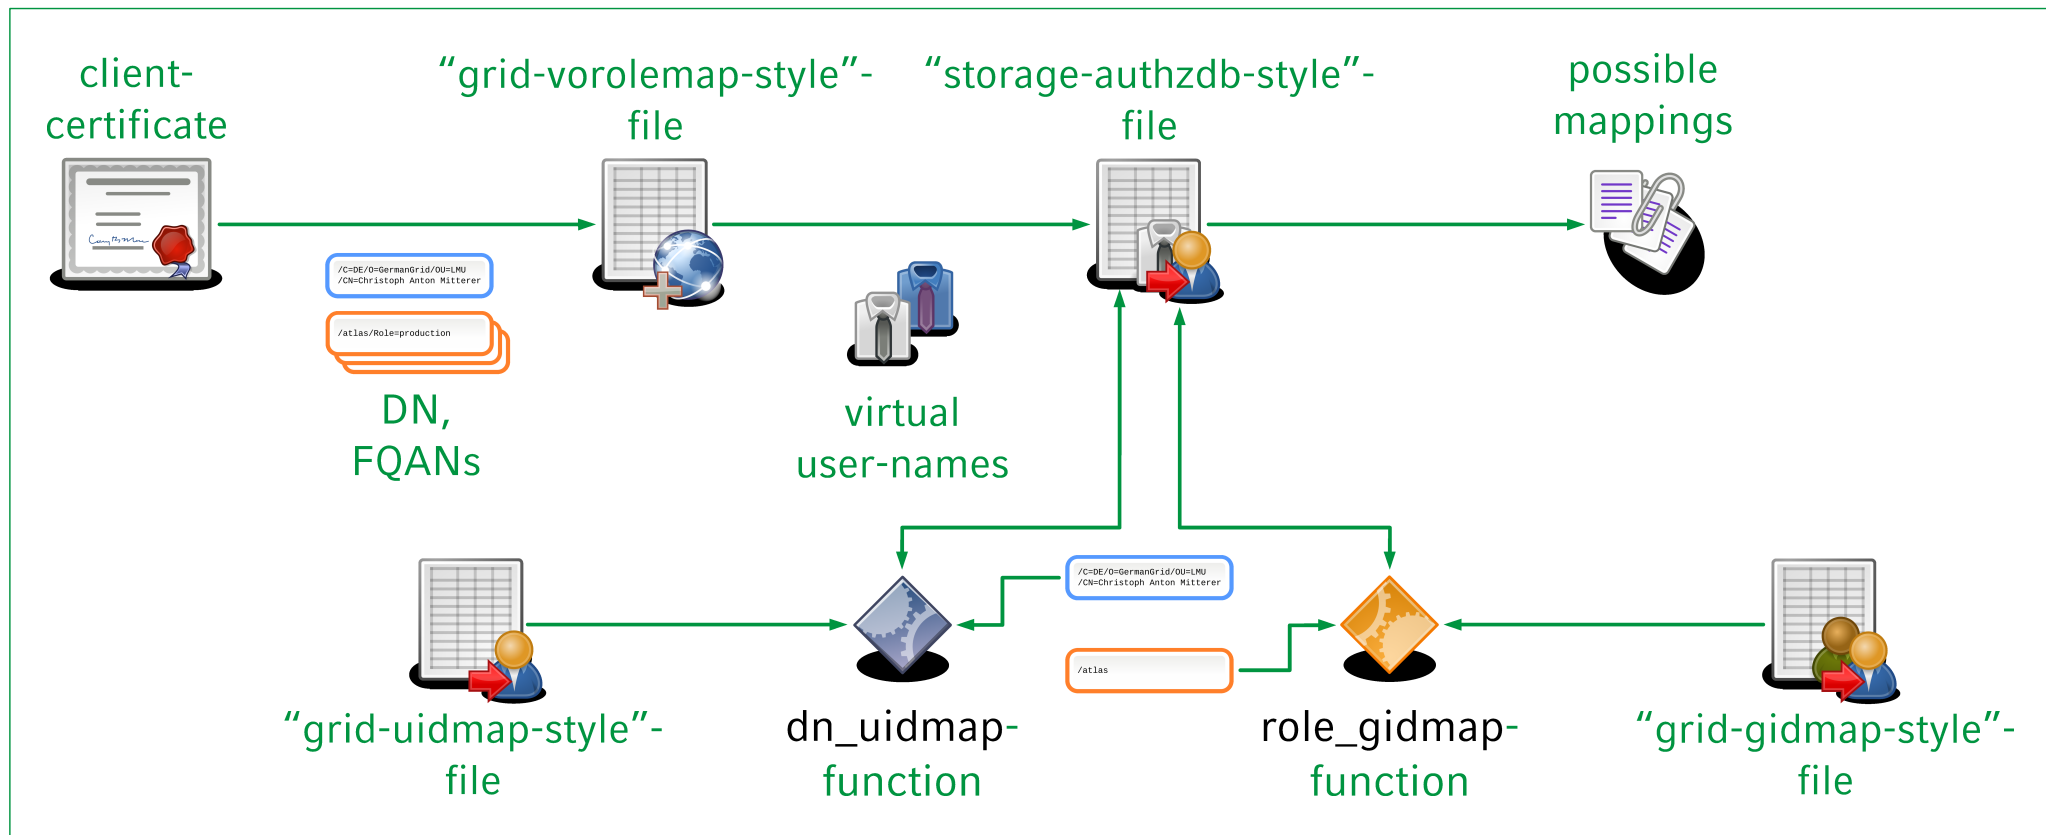 client-
certificate
“grid-vorolemap-style”-
file
“storage-authzdb-style”-
file
possible
mappings
/C=DE/O=GermanGrid/OU=LMU
/CN=Christoph Anton Mitterer
/atlas/Role=production
DN,
FQANs
virtual
user-names
/C=DE/O=GermanGrid/OU=LMU
/CN=Christoph Anton Mitterer
/atlas
“grid-uidmap-style”-
file
dn_uidmap-
function
role_gidmap-
function
“grid-gidmap-style”-
file